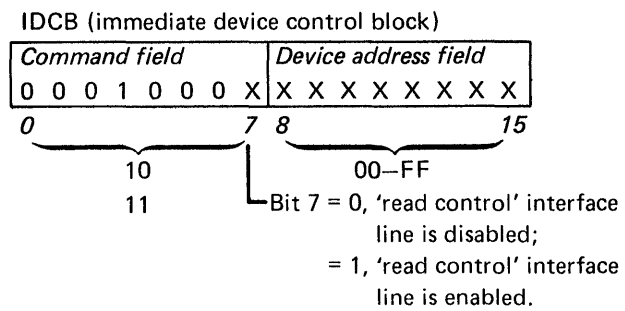 IDCB (immediate device control block)
Command field Device address field
0 0 0 1 0 0 0 X X X X X X X X X
0 7 8 15
10 00–FF
11 Bit 7 = 0, ‘read control’ interface
line is disabled;
= 1, ‘read control’ interface
line is enabled.